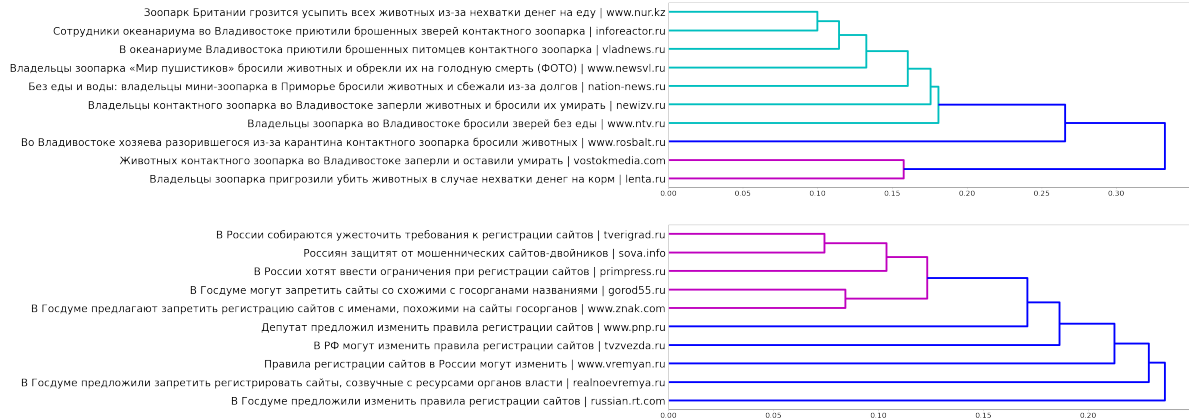 Зоопарк Британии грозится усыпить всех животных из-за нехватки денег на еду | www.nur.kz
Сотрудники океанариума во Владивостоке приютили брошенных зверей контактного зоопарка | inforeactor.ru
В океанариуме Владивостока приютили брошенных питомцев контактного зоопарка | vladnews.ru
Владельцы зоопарка «Мир пушистиков» бросили животных и обрекли их на голодную смерть (ФОТО) | www.newsvl.ru
Без еды и воды: владельцы мини-зоопарка в Приморье бросили животных и сбежали из-за долгов | nation-news.ru
Владельцы контактного зоопарка во Владивостоке заперли животных и бросили их умирать | newizv.ru
Владельцы зоопарка во Владивостоке бросили зверей без еды | www.ntv.ru
Во Владивостоке хозяева разорившегося из-за карантина контактного зоопарка бросили животных | www.rosbalt.ru
Животных контактного зоопарка во Владивостоке заперли и оставили умирать | vostokmedia.com
Владельцы зоопарка пригрозили убить животных в случае нехватки денег на корм | lenta.ru
0.00 0.05 0.10 0.15 0.20 0.25 0.30
В России собираются ужесточить требования к регистрации сайтов | tverigrad.ru
Россиян защитят от мошеннических сайтов-двойников | sova.info
В России хотят ввести ограничения при регистрации сайтов | primpress.ru
В Госдуме могут запретить сайты со схожими с госорганами названиями | gorod55.ru
В Госдуме предлагают запретить регистрацию сайтов с именами, похожими на сайты госорганов | www.znak.com
Депутат предложил изменить правила регистрации сайтов | www.pnp.ru
В РФ могут изменить правила регистрации сайтов | tvzvezda.ru
Правила регистрации сайтов в России могут изменить | www.vremyan.ru
В Госдуме предложили запретить регистрировать сайты, созвучные с ресурсами органов власти | realnoevremya.ru
В Госдуме предложили изменить правила регистрации сайтов | russian.rt.com
0.00 0.05 0.10 0.15 0.20